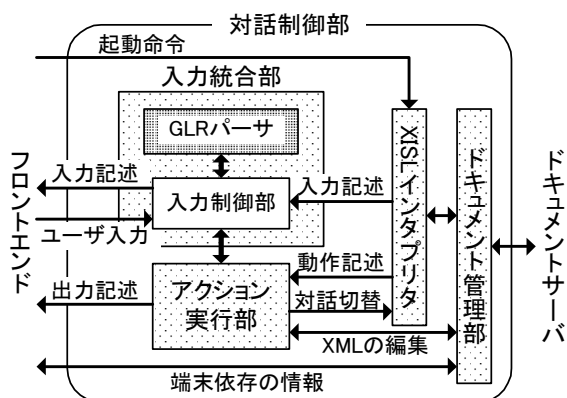 対話制御部
起動命令
入力統合部
GLRパーサ
入力記述
入力制御部
入力記述
ユーザ入力
動作記述
出力記述
アクション
実行部
対話切替
XMLの編集
端末依存の情報
フロントエンド
XISLインタプリタ
ドキュメント管理部
ドキュメントサーバ